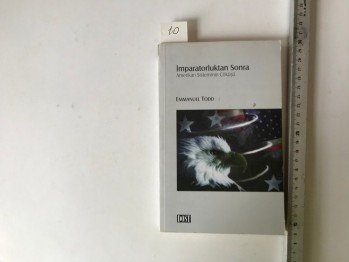 10
İmparatorluktan Sonra
Amerikan Sisteminin Çöküşü
EMMANUEL TODD
DOST